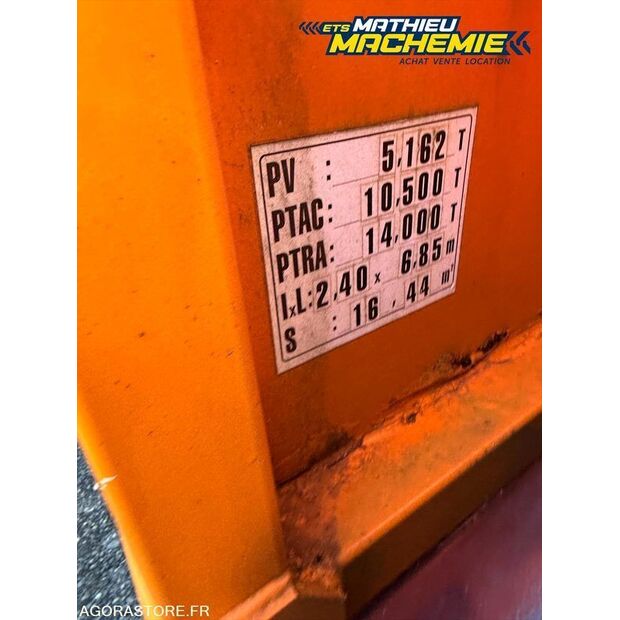 ETS MATHIEU
MACHEMIE
ACHAT VENTE LOCATION
PV : 5,162 T
PTAC: 10,500 T
PTRA: 14,000 T
lxL: 2,40 x 6,85 m
S : 16,44 m²
AGORASTORE.FR